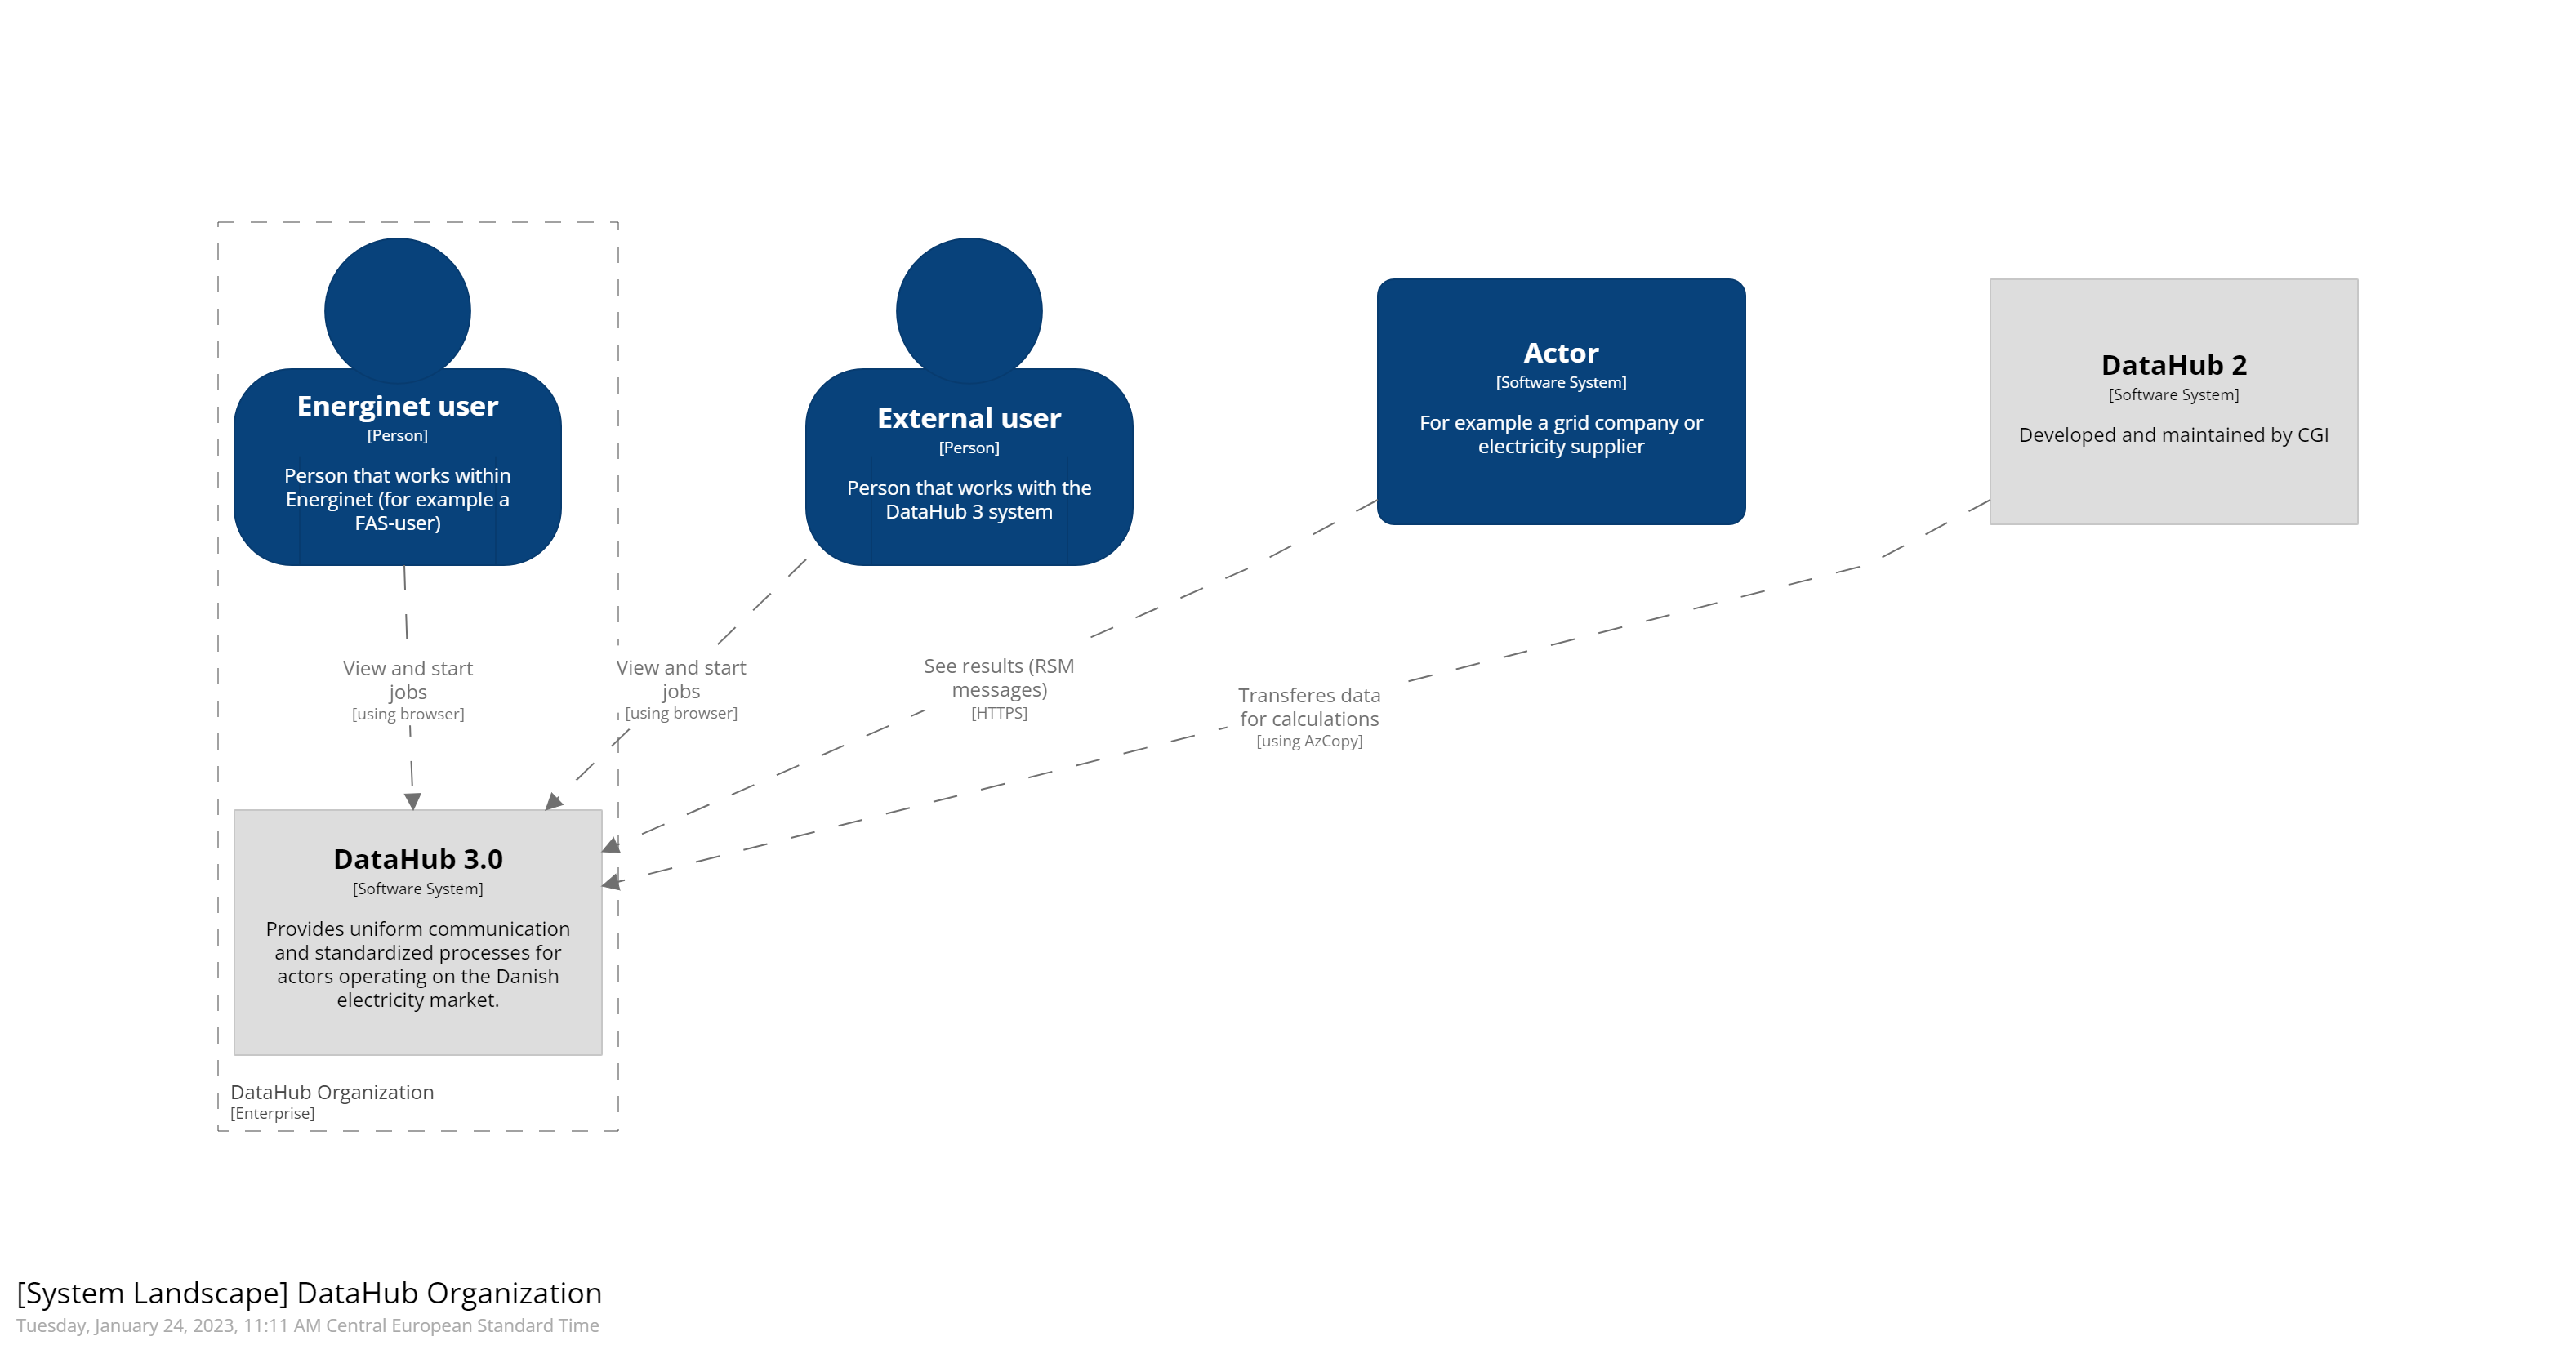 Energinet user
[Person]
Person that works within
Energinet (for example a
FAS-user)
External user
[Person]
Person that works with the
DataHub 3 system
Actor
[Software System]
For example a grid company or
electricity supplier
DataHub 2
[Software System]
Developed and maintained by CGI
View and start
jobs
[using browser]
View and start
jobs
[using browser]
See results (RSM
messages)
[HTTPS]
Transferes data
for calculations
[using AzCopy]
DataHub 3.0
[Software System]
Provides uniform communication
and standardized processes for
actors operating on the Danish
electricity market.
DataHub Organization
[Enterprise]
[System Landscape] DataHub Organization
Tuesday, January 24, 2023, 11:11 AM Central European Standard Time